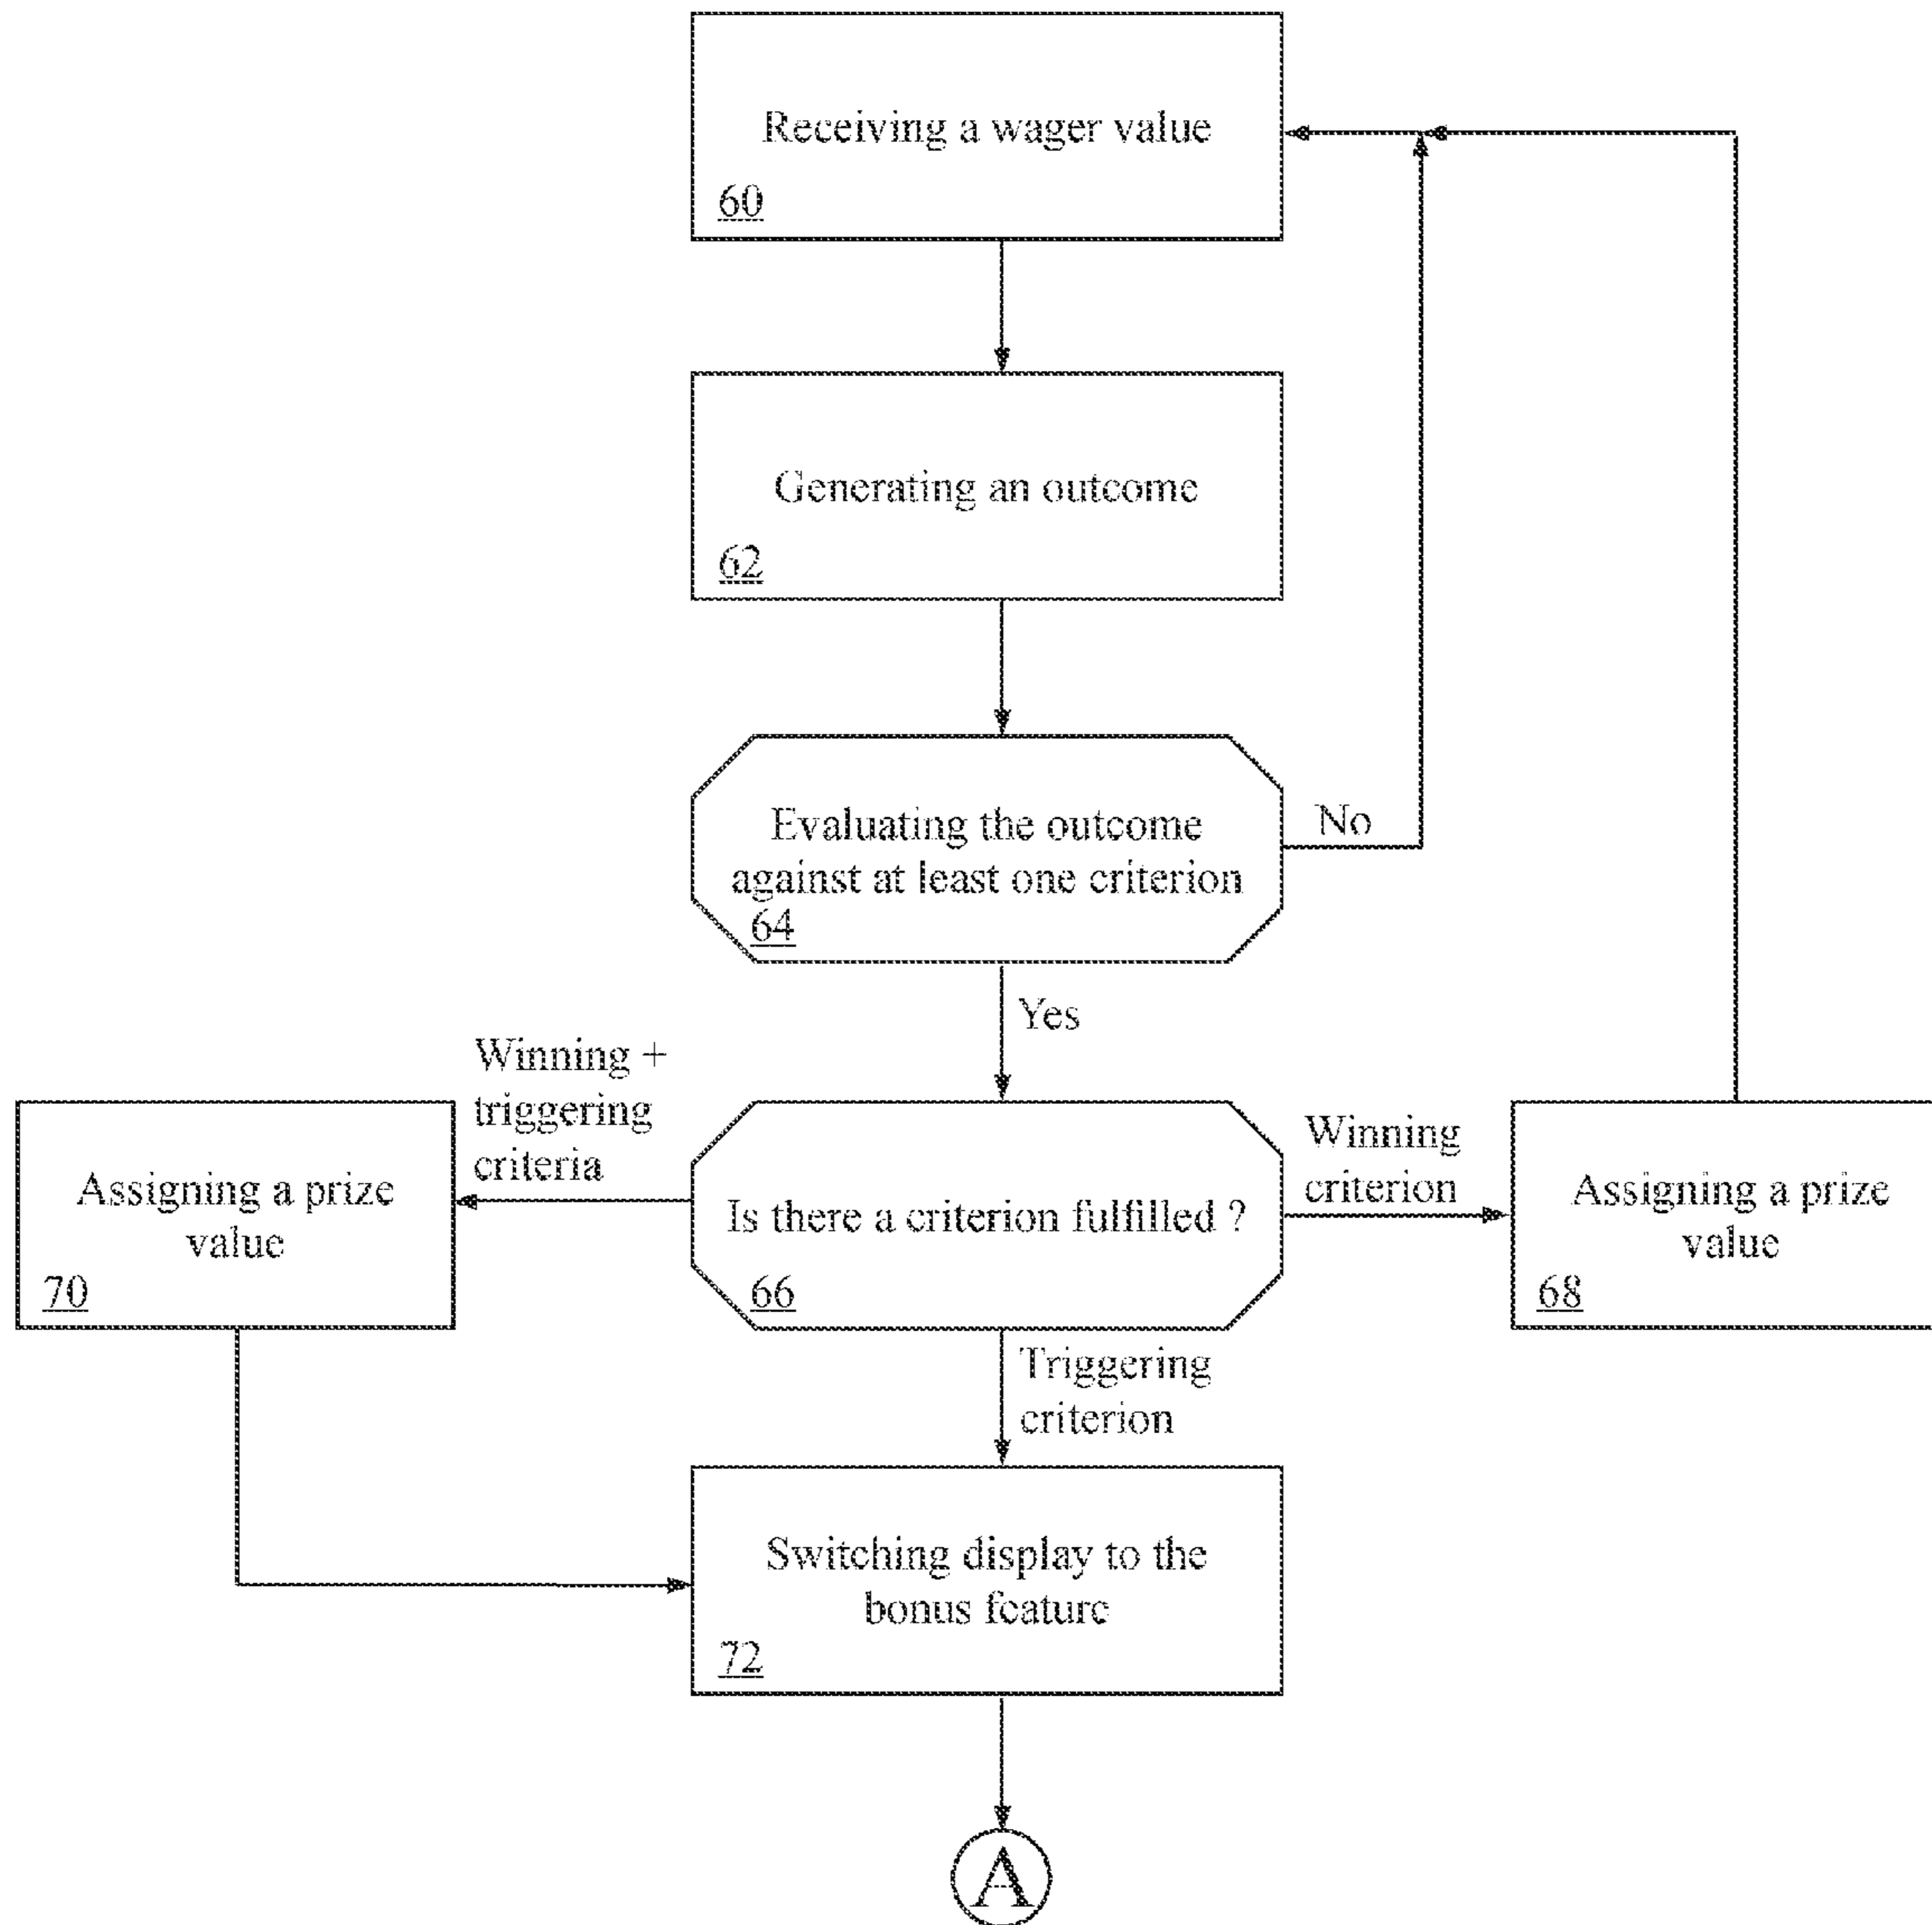 Receiving a wager value
60
Generating an outcome
62
Evaluating the outcome
against at least one criterion
64
No
Yes
Winning +
triggering
criteria
Assigning a prize
value
70
Is there a criterion fulfilled ?
66
Winning
criterion
Assigning a prize
value
68
Triggering
criterion
Switching display to the
bonus feature
72
A